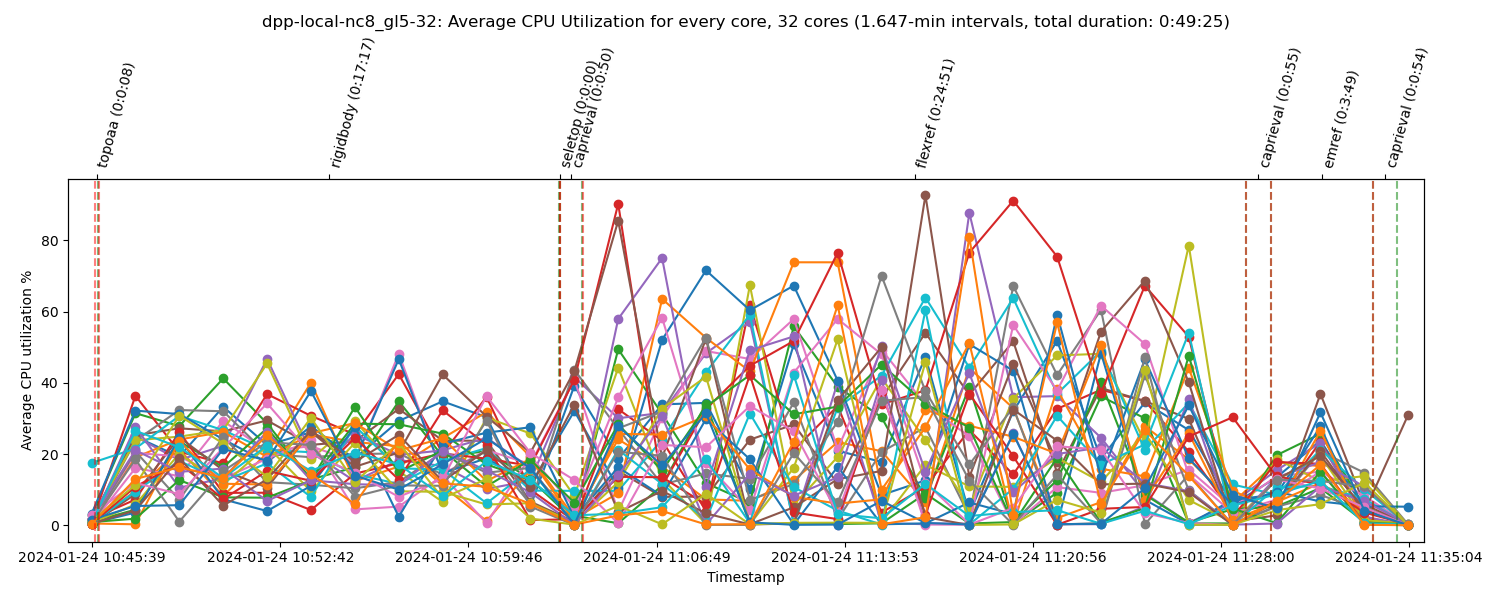 dpp-local-nc8_gl5-32: Average CPU Utilization for every core, 32 cores (1.647-min intervals, total duration: 0:49:25)
topoaa (0:0:08)
rigidbody (0:17:17)
seletop (0:0:00)
caprieval (0:0:50)
flexref (0:24:51)
caprieval (0:0:55)
emref (0:3:49)
caprieval (0:0:54)
Average CPU utilization %
80
60
40
20
0
2024-01-24 10:45:39
2024-01-24 10:52:42
2024-01-24 10:59:46
2024-01-24 11:06:49
2024-01-24 11:13:53
2024-01-24 11:20:56
2024-01-24 11:28:00
2024-01-24 11:35:04
Timestamp